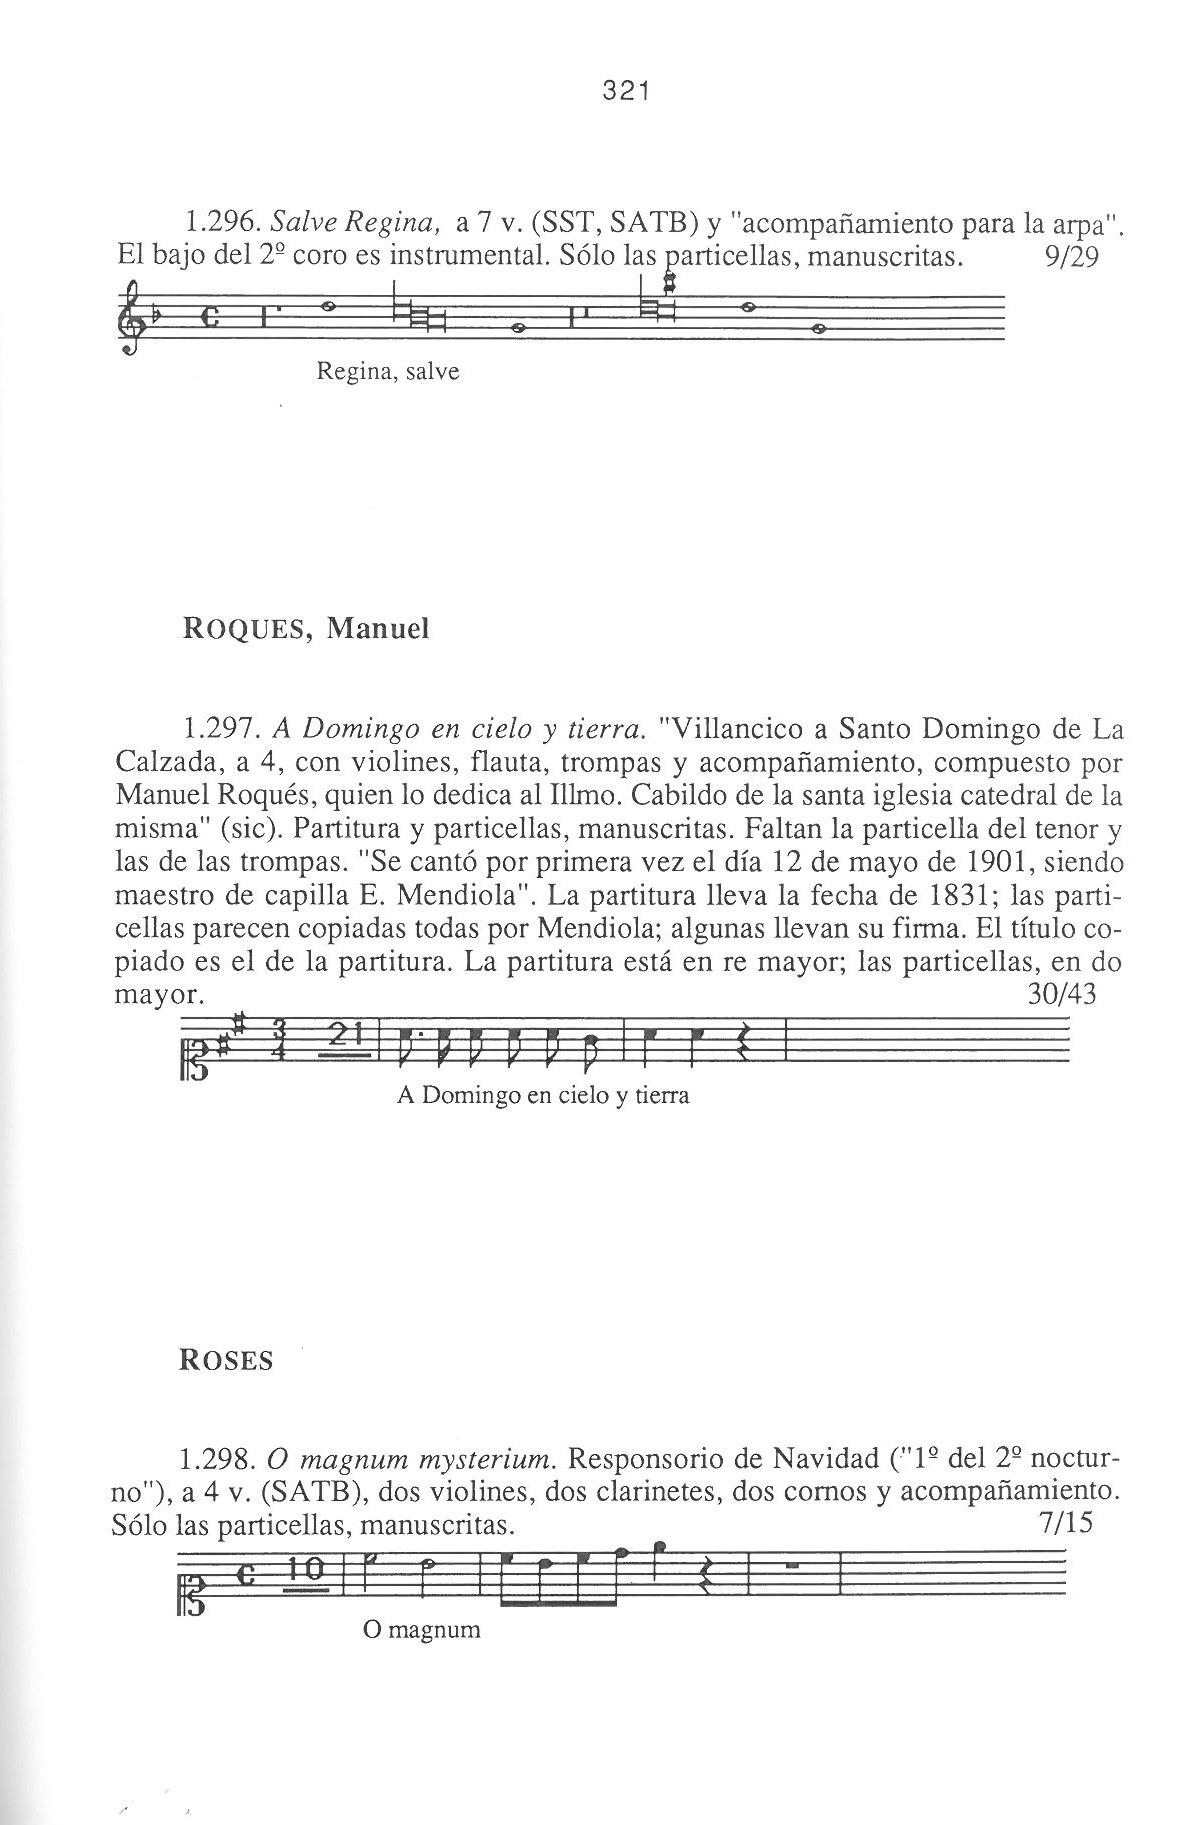 321
1.296. Salve Regina, a 7 v. (SST, SATB) y "acompañamiento para la arpa".
El bajo del 2º coro es instrumental. Sólo las particellas, manuscritas. 9/29
Regina, salve
ROQUES, Manuel
1.297. A Domingo en cielo y tierra. "Villancico a Santo Domingo de La
Calzada, a 4, con violines, flauta, trompas y acompañamiento, compuesto por
Manuel Roqués, quien lo dedica al Illmo. Cabildo de la santa iglesia catedral de la
misma" (sic). Partitura y particellas, manuscritas. Faltan la particella del tenor y
las de las trompas. "Se cantó por primera vez el día 12 de mayo de 1901, siendo
maestro de capilla E. Mendiola". La partitura lleva la fecha de 1831; las parti-
cellas parecen copiadas todas por Mendiola; algunas llevan su firma. El título co-
piado es el de la partitura. La partitura está en re mayor; las particellas, en do
mayor. 30/43
3/4 21
A Domingo en cielo y tierra
ROSES
1.298. O magnum mysterium. Responsorio de Navidad ("1º del 2º noctur-
no"), a 4 v. (SATB), dos violines, dos clarinetes, dos cornos y acompañamiento.
Sólo las particellas, manuscritas. 7/15
10
O magnum